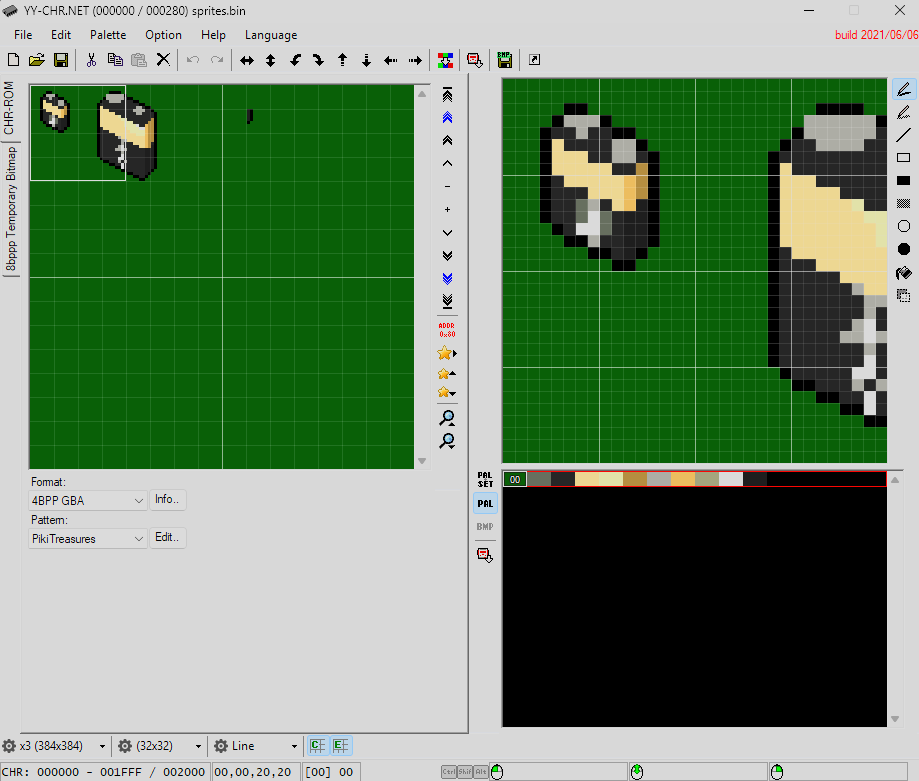 YY-CHR.NET (000000 / 000280) sprites.bin
File Edit Palette Option Help Language
build 2021/06/06
BMP
CHR-ROM
8bppp Temporary Bitmap
ADDR
0x80
Format:
4BPP GBA Info..
Pattern:
PikiTreasures Edit..
PAL
SET
PAL
BMP
00
x3 (384x384) (32x32) Line C E
CHR: 000000 - 001FFF / 002000 00,00,20,20 [00] 00 Ctrl Shif Alt